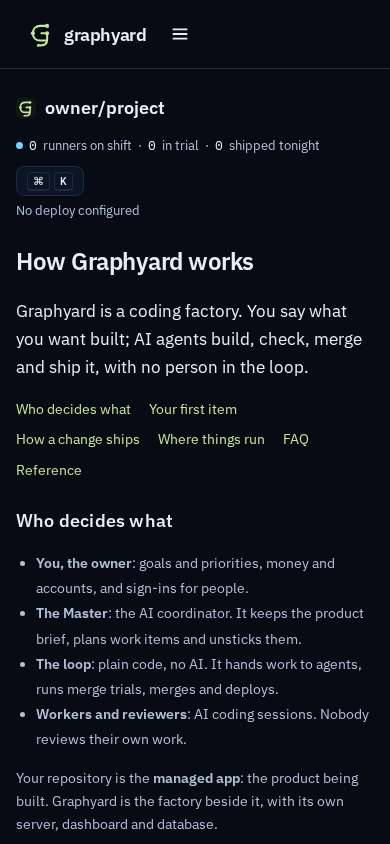 graphyard
owner/project
0 runners on shift · 0 in trial · 0 shipped tonight
⌘ K
No deploy configured
How Graphyard works
Graphyard is a coding factory. You say what
you want built; AI agents build, check, merge
and ship it, with no person in the loop.
Who decides what Your first item
How a change ships Where things run FAQ
Reference
Who decides what
• You, the owner: goals and priorities, money and
accounts, and sign-ins for people.
• The Master: the AI coordinator. It keeps the product
brief, plans work items and unsticks them.
• The loop: plain code, no AI. It hands work to agents,
runs merge trials, merges and deploys.
• Workers and reviewers: AI coding sessions. Nobody
reviews their own work.
Your repository is the managed app: the product being
built. Graphyard is the factory beside it, with its own
server, dashboard and database.